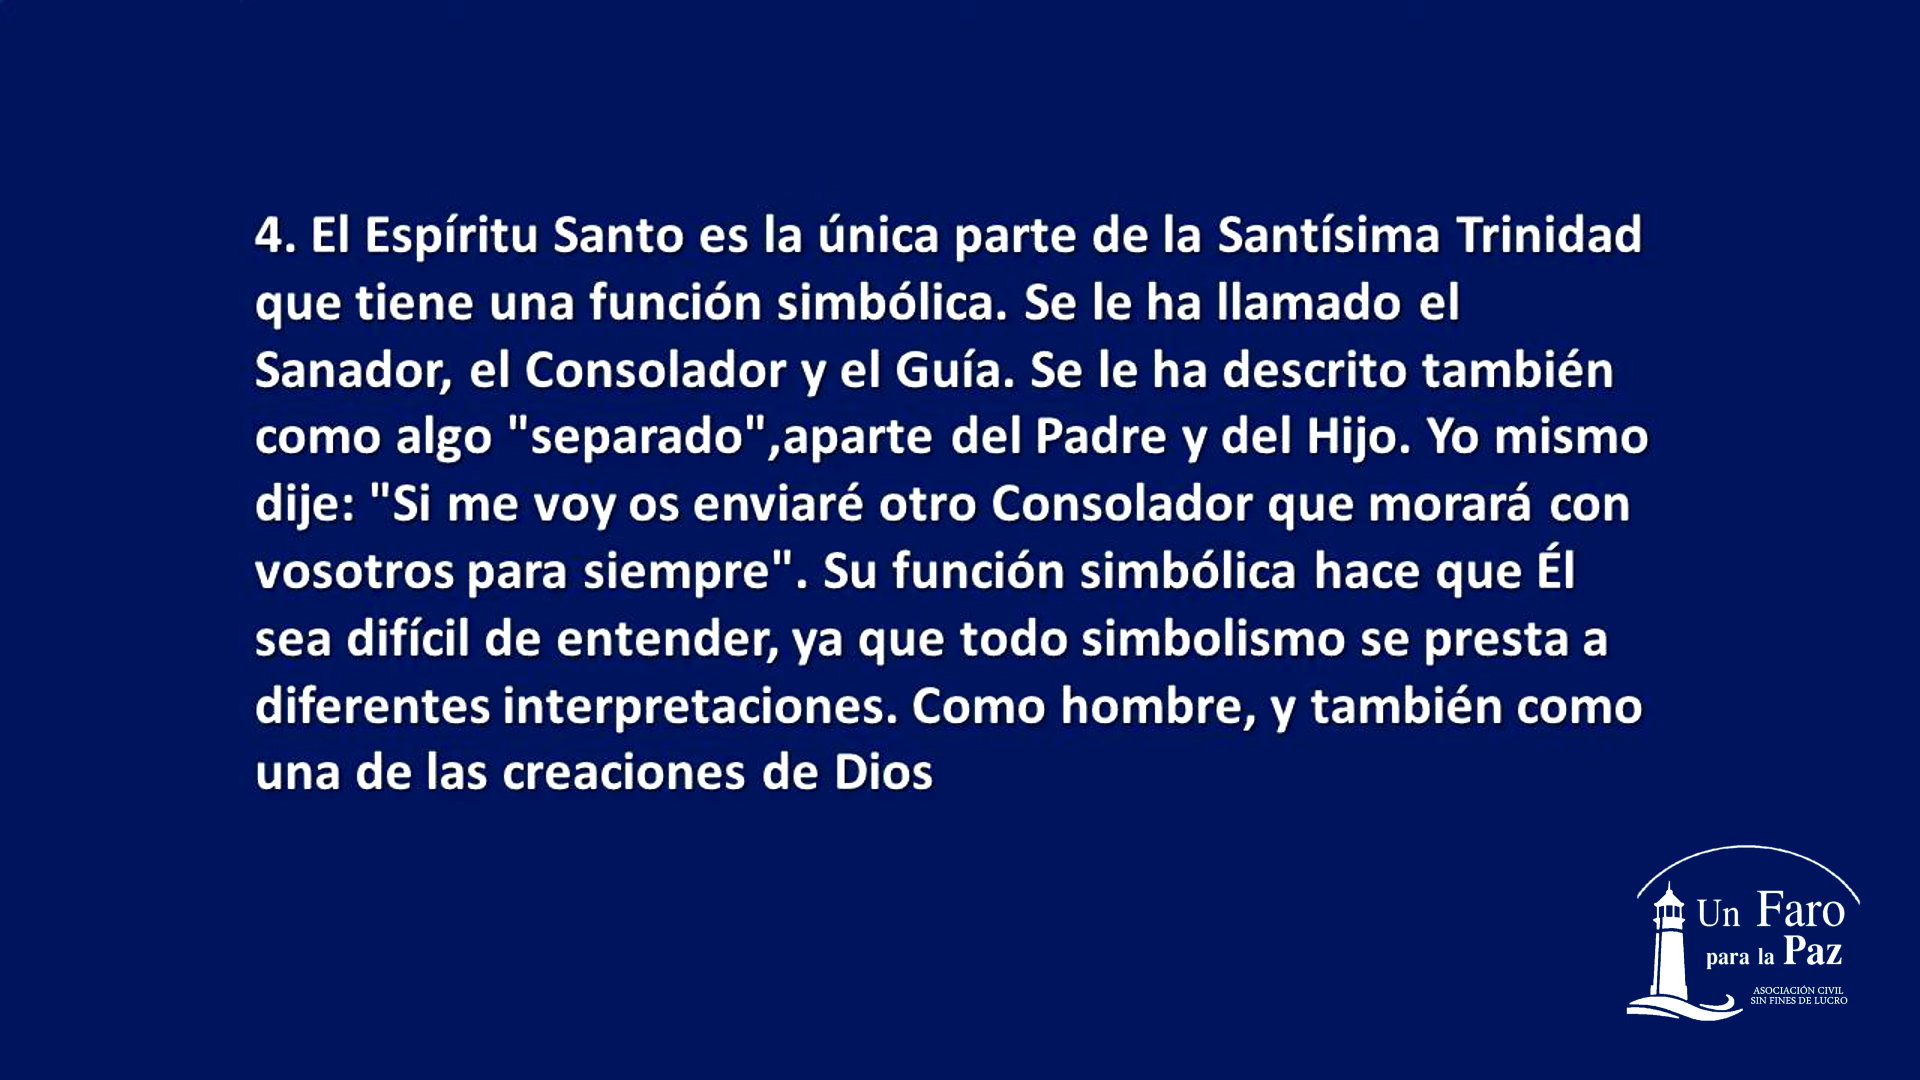 4. El Espíritu Santo es la única parte de la Santísima Trinidad
que tiene una función simbólica. Se le ha llamado el
Sanador, el Consolador y el Guía. Se le ha descrito también
como algo "separado",aparte del Padre y del Hijo. Yo mismo
dije: "Si me voy os enviaré otro Consolador que morará con
vosotros para siempre". Su función simbólica hace que Él
sea difícil de entender, ya que todo simbolismo se presta a
diferentes interpretaciones. Como hombre, y también como
una de las creaciones de Dios
Un Faro
para la Paz
ASOCIACIÓN CIVIL
SIN FINES DE LUCRO